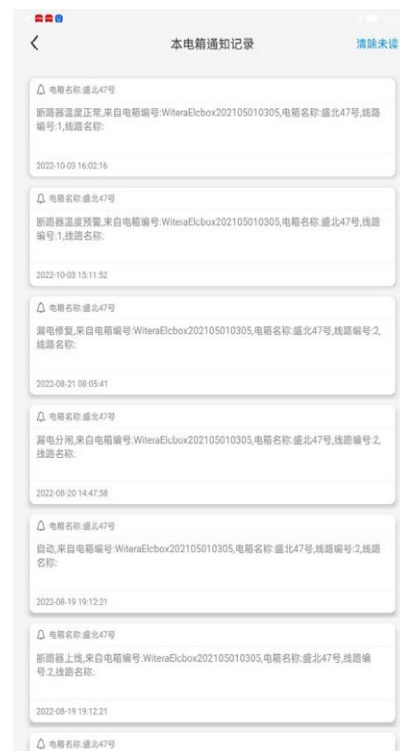 本电箱通知记录
清除未读
电箱名称:盛北47号
断路器温度正常,来自电箱编号:WiteraElcbox202105010305,电箱名称:盛北47号,线路
编号:1,线路名称:
2022-10-03 16:02:16
电箱名称:盛北47号
断路器温度预警,来自电箱编号:WiteraElcbox202105010305,电箱名称:盛北47号,线路
编号:1,线路名称:
2022-10-03 15:11:52
电箱名称:盛北47号
漏电修复,来自电箱编号:WiteraElcbox202105010305,电箱名称:盛北47号,线路编号:2,
线路名称:
2022-08-21 08:05:41
电箱名称:盛北47号
漏电分闸,来自电箱编号:WiteraElcbox202105010305,电箱名称:盛北47号,线路编号:2,
线路名称:
2022-08-20 14:47:58
电箱名称:盛北47号
自动,来自电箱编号:WiteraElcbox202105010305,电箱名称:盛北47号,线路编号:2,线路
名称:
2022-08-19 19:12:21
电箱名称:盛北47号
断路器上线,来自电箱编号:WiteraElcbox202105010305,电箱名称:盛北47号,线路编
号:2,线路名称:
2022-08-19 19:12:21
电箱名称:盛北47号